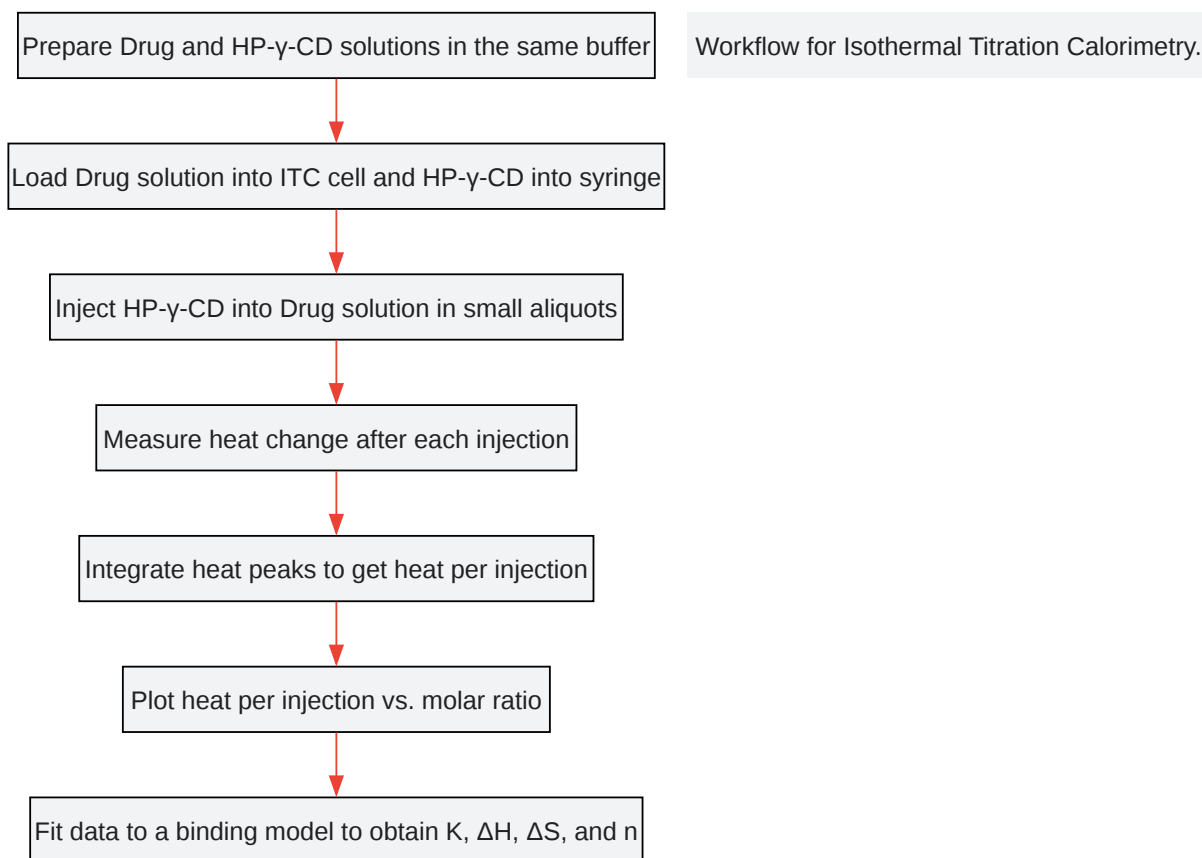 Prepare Drug and HP-γ-CD solutions in the same buffer
Workflow for Isothermal Titration Calorimetry.
Load Drug solution into ITC cell and HP-γ-CD into syringe
Inject HP-γ-CD into Drug solution in small aliquots
Measure heat change after each injection
Integrate heat peaks to get heat per injection
Plot heat per injection vs. molar ratio
Fit data to a binding model to obtain K, ΔH, ΔS, and n